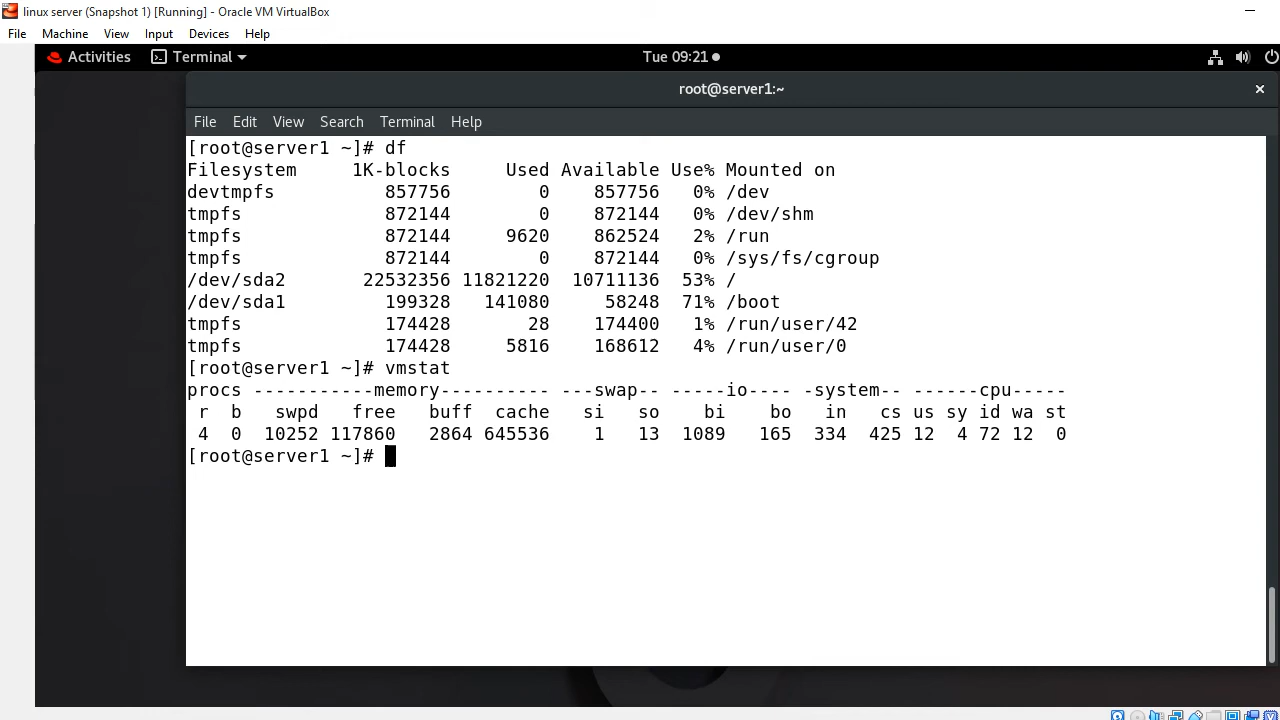 linux server (Snapshot 1) [Running] - Oracle VM VirtualBox
File Machine View Input Devices Help
Activities Terminal Tue 09:21
root@server1:~
File Edit View Search Terminal Help
[root@server1 ~]# df
Filesystem 1K-blocks Used Available Use% Mounted on
devtmpfs 857756 0 857756 0% /dev
tmpfs 872144 0 872144 0% /dev/shm
tmpfs 872144 9620 862524 2% /run
tmpfs 872144 0 872144 0% /sys/fs/cgroup
/dev/sda2 22532356 11821220 10711136 53% /
/dev/sda1 199328 141080 58248 71% /boot
tmpfs 174428 28 174400 1% /run/user/42
tmpfs 174428 5816 168612 4% /run/user/0
[root@server1 ~]# vmstat
procs -----------memory---------- ---swap-- -----io---- -system-- ------cpu-----
r b swpd free buff cache si so bi bo in cs us sy id wa st
4 0 10252 117860 2864 645536 1 13 1089 165 334 425 12 4 72 12 0
[root@server1 ~]#